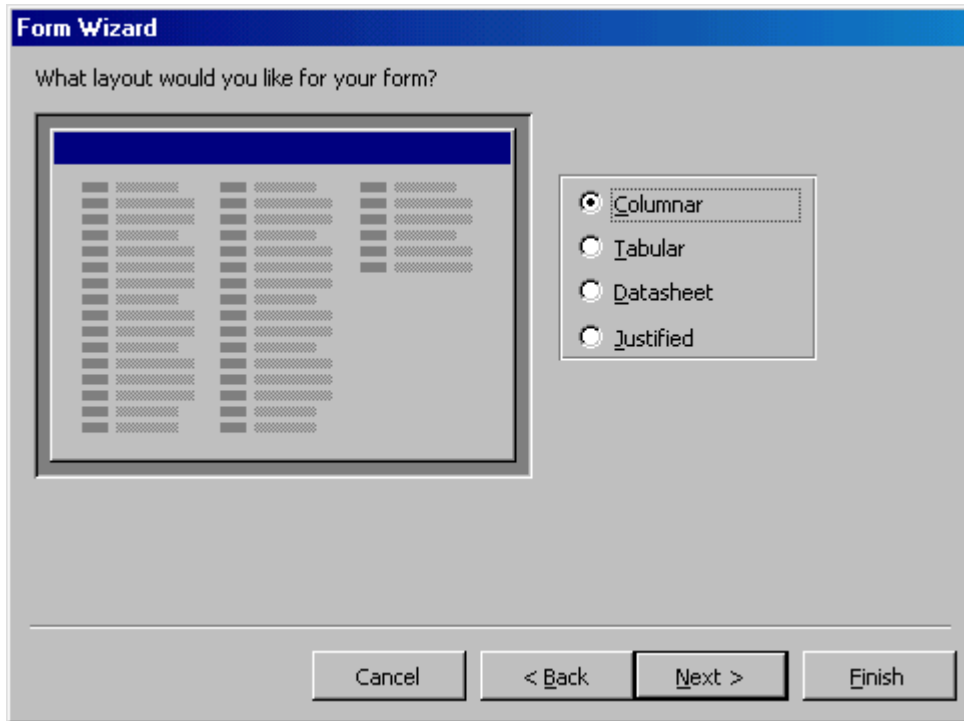 Form Wizard
What layout would you like for your form?
Columnar
Tabular
Datasheet
Justified
Cancel
< Back
Next >
Finish